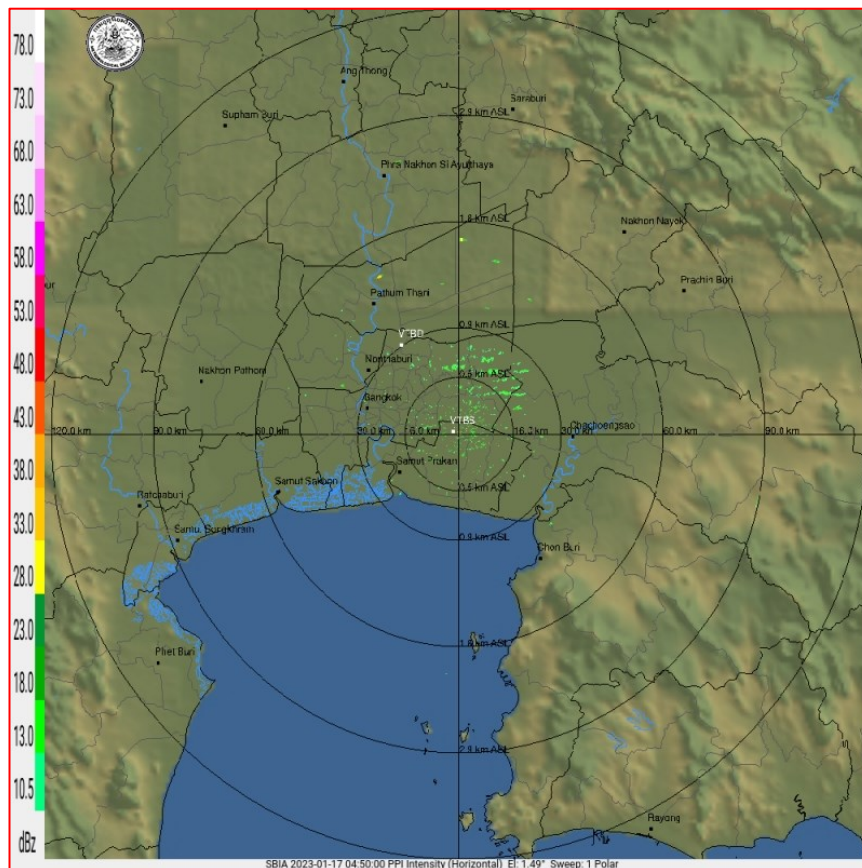 78.0
73.0
68.0
63.0
58.0
53.0
48.0
43.0
38.0
33.0
28.0
23.0
18.0
13.0
10.5
dBz
Ang Thong
Saraburi
2.9 km ASL
Suphan Buri
Phra Nakhon Si Ayutthaya
1.8 km ASL
Nakhon Nayok
Prachin Buri
Pathum Thani
0.9 km ASL
VTBD
Nonthaburi
Nakhon Pathom
0.5 km ASL
Bangkok
VTBS
Chachoengsao
120.0 km
90.0 km
60.0 km
30.0 km
16.2 km
30.0 km
60.0 km
90.0 km
Samut Prakan
Samut Sakhon
0.5 km ASL
Ratchaburi
Samut Songkhram
0.9 km ASL
Chon Buri
1.8 km ASL
Phet Buri
2.9 km ASL
Rayong
SBIA 2023-01-17 04:50:00 PPI Intensity (Horizontal) El: 1.49° Sweep: 1 Polar